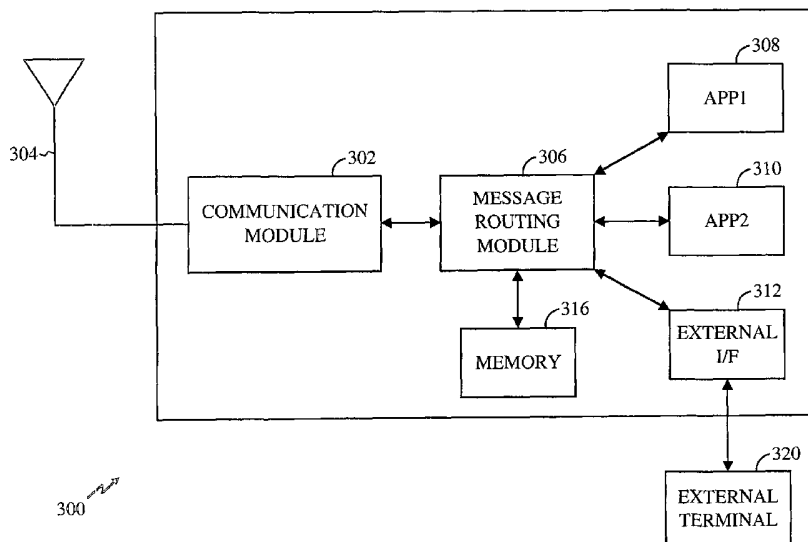 308
APP1
304
302
COMMUNICATION
MODULE
306
MESSAGE
ROUTING
MODULE
310
APP2
316
MEMORY
312
EXTERNAL
I/F
300
320
EXTERNAL
TERMINAL